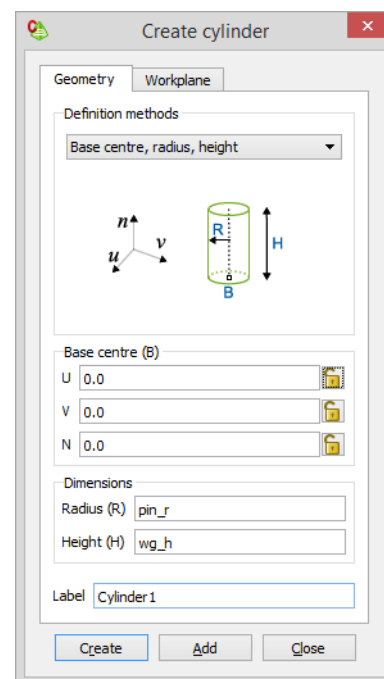 Create cylinder
Geometry Workplane
Definition methods
Base centre, radius, height
n
u v
R H
B
Base centre (B)
U 0.0
V 0.0
N 0.0
Dimensions
Radius (R) pin_r
Height (H) wg_h
Label Cylinder1
Create Add Close